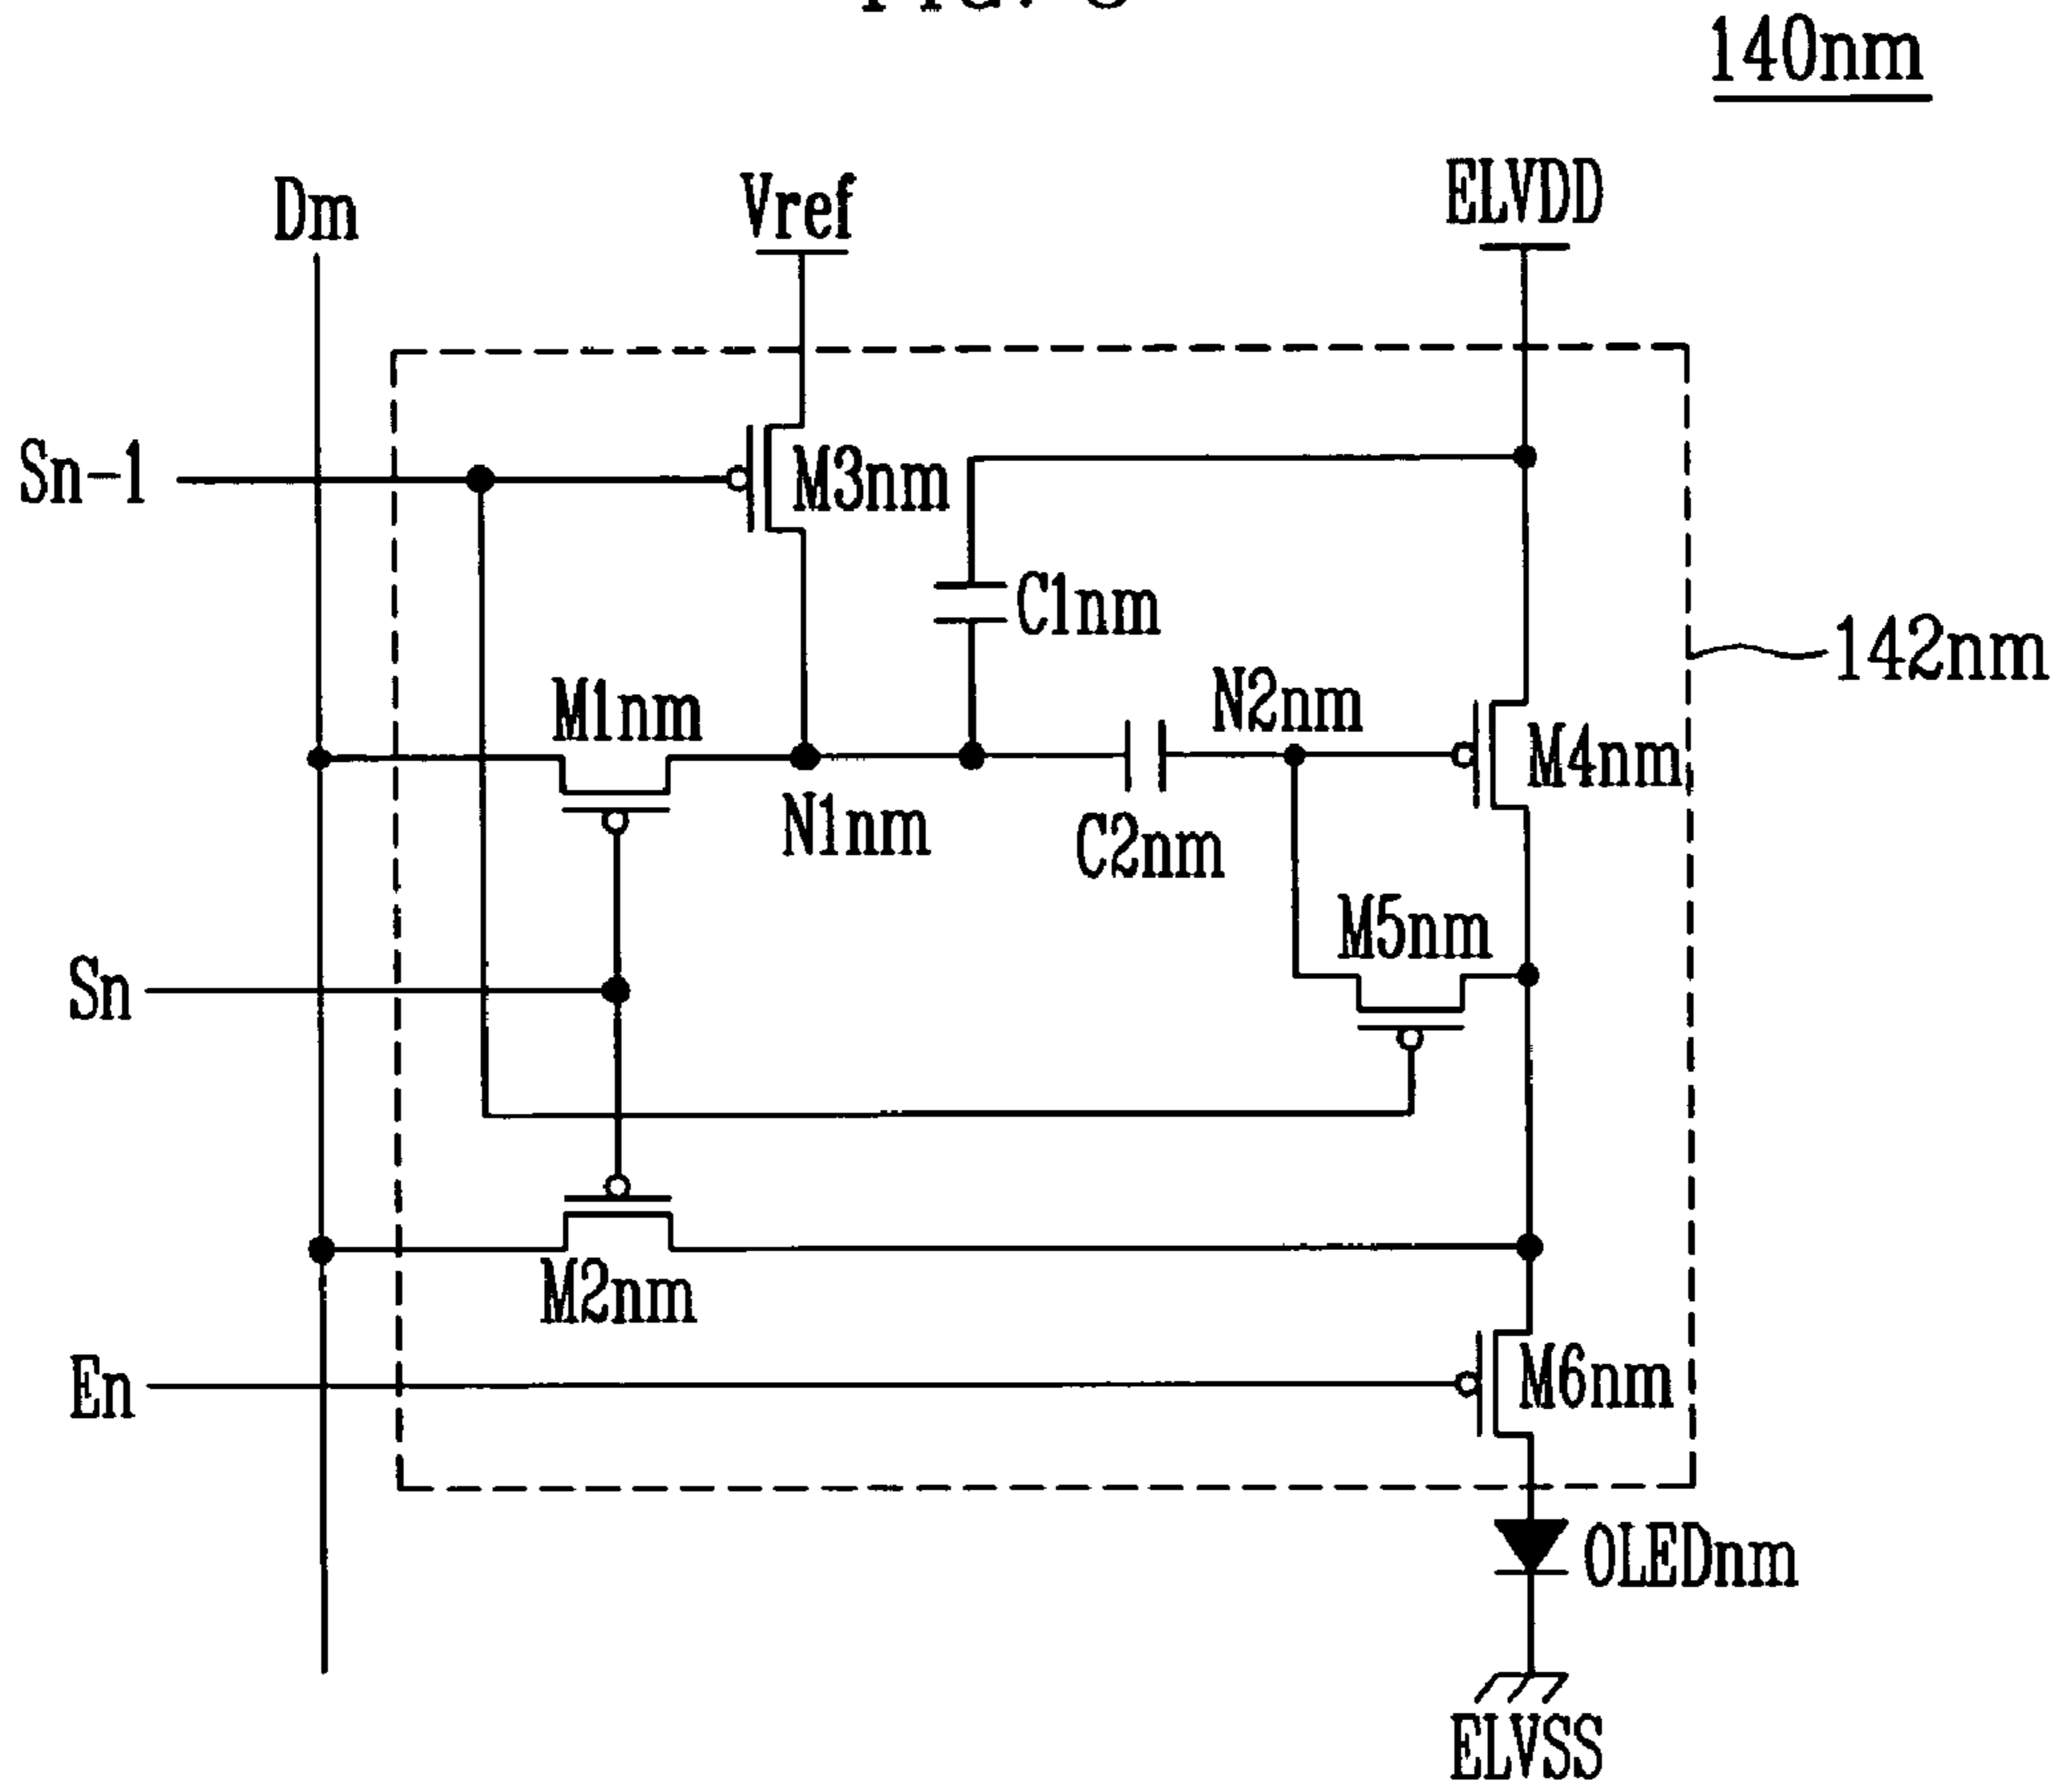 140nm
Dm
Vref
ELVDD
Sn-1
M3nm
C1nm
142nm
M1nm
N2nm
M4nm
N1nm
C2nm
M5nm
Sn
M2nm
En
M6nm
OLEDnm
ELVSS